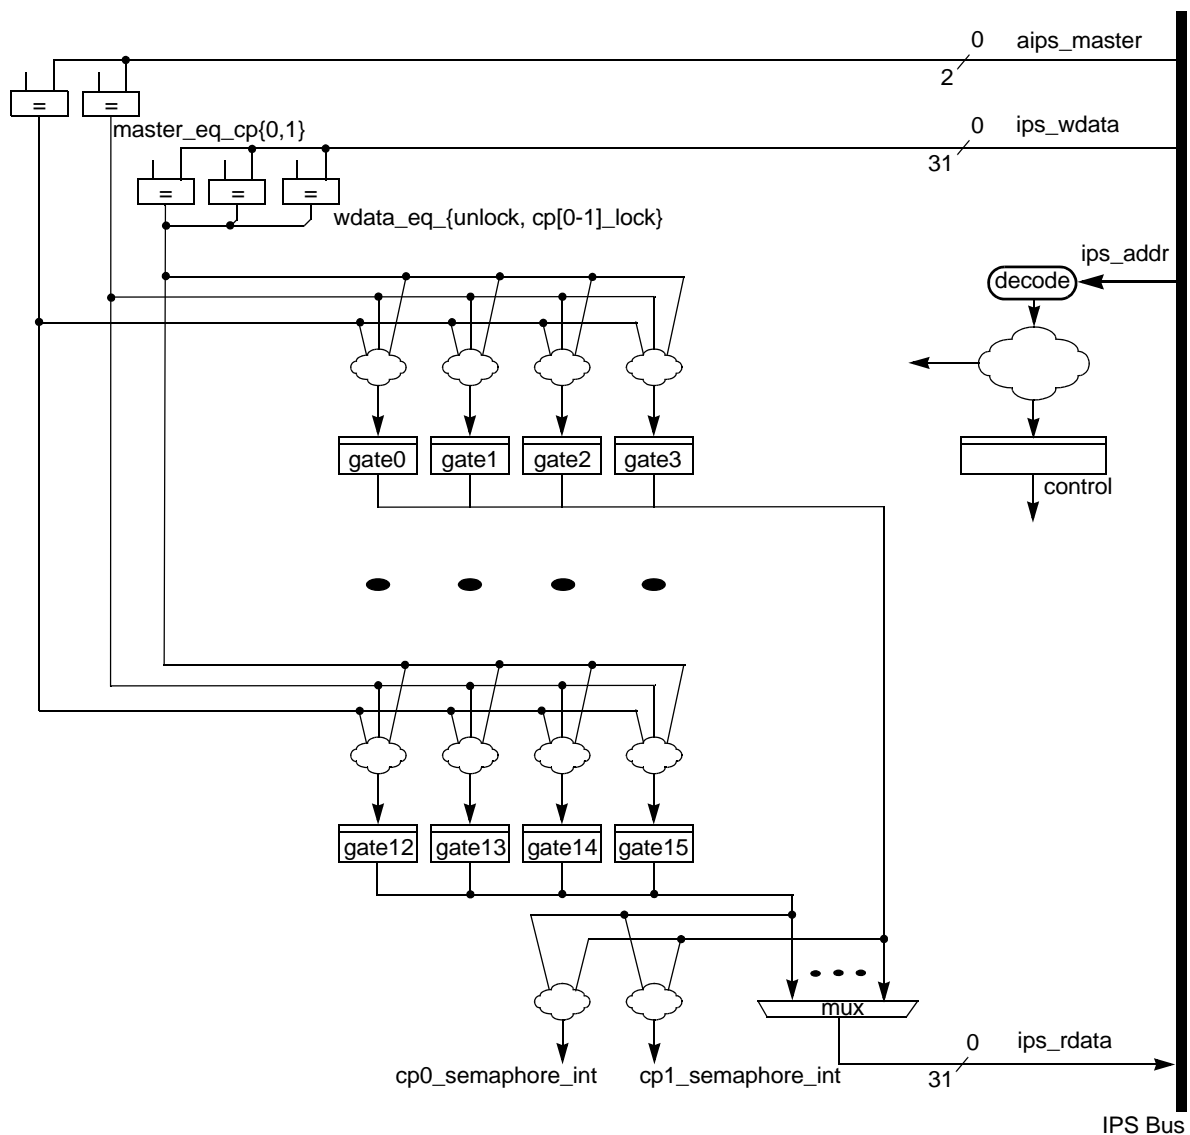 0 aips_master
2
= =
master_eq_cp{0,1}
0 ips_wdata
31
= = =
wdata_eq_{unlock, cp[0-1]_lock}
ips_addr
decode
gate0 gate1 gate2 gate3
control
gate12 gate13 gate14 gate15
mux
0 ips_rdata
31
cp0_semaphore_int cp1_semaphore_int
IPS Bus